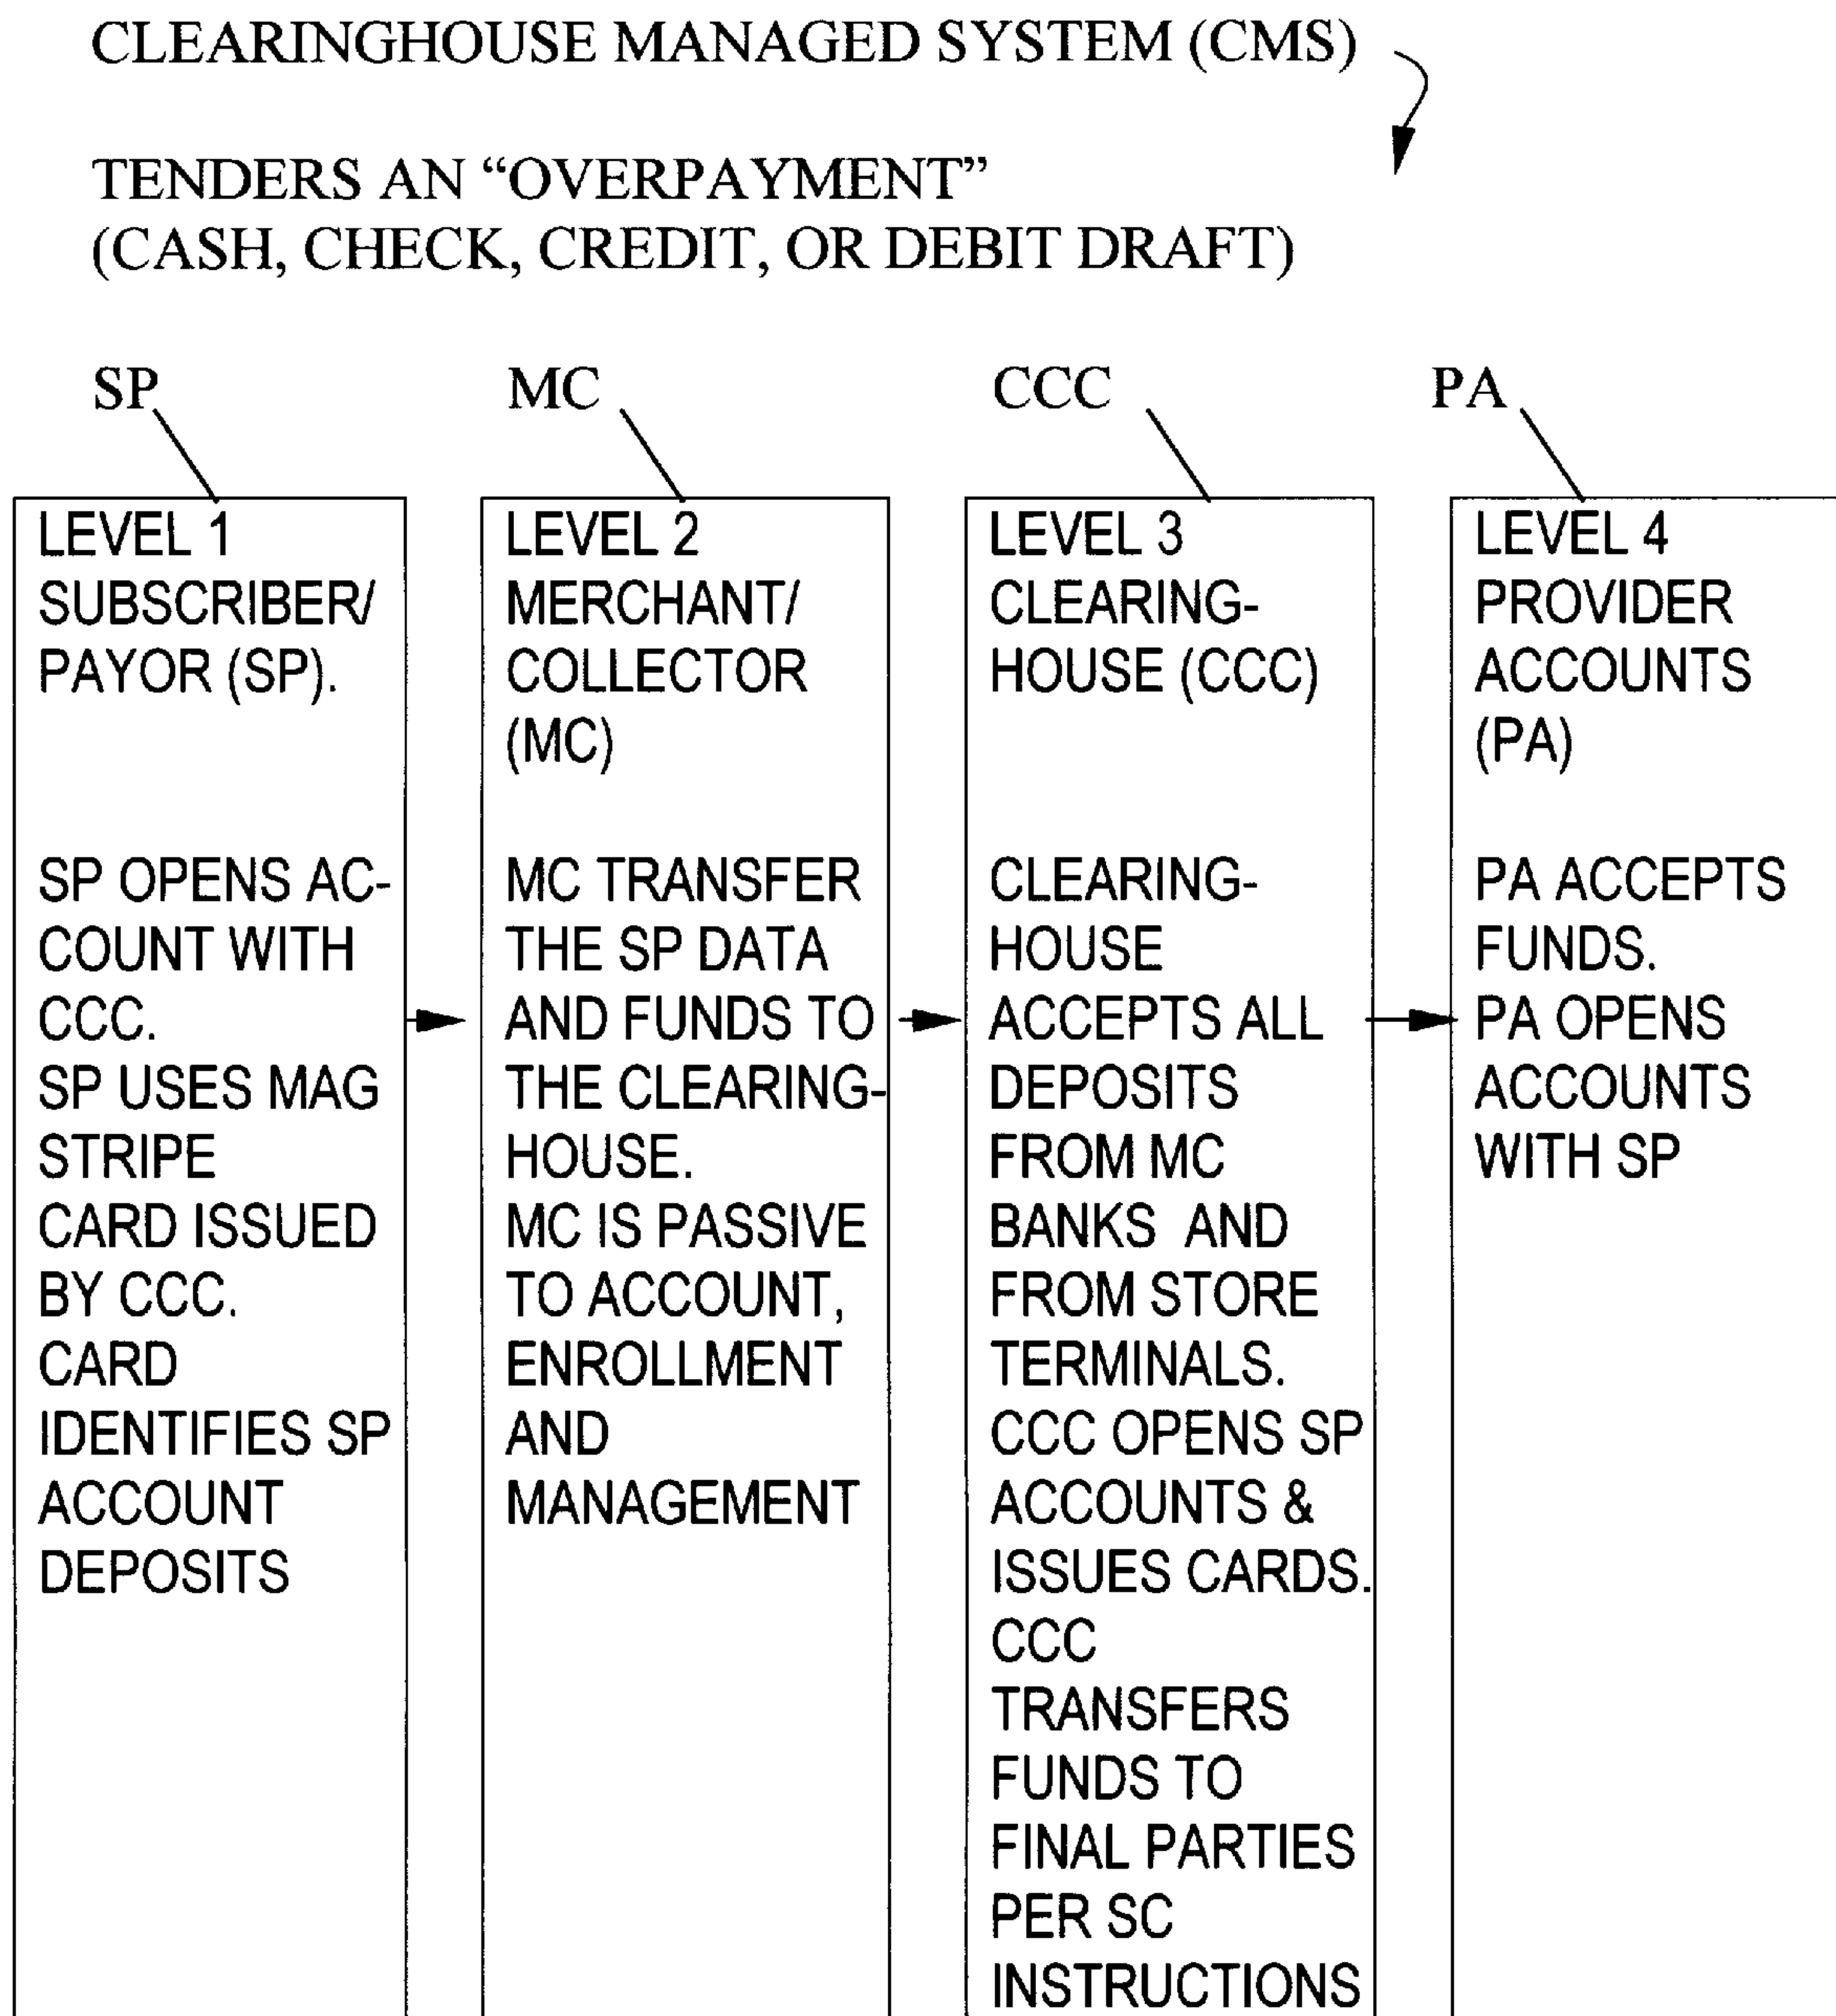 CLEARINGHOUSE MANAGED SYSTEM (CMS)
TENDERS AN “OVERPAYMENT”
(CASH, CHECK, CREDIT, OR DEBIT DRAFT)
SP
MC
CCC
PA
LEVEL 1
SUBSCRIBER/
PAYOR (SP).
SP OPENS AC-
COUNT WITH
CCC.
SP USES MAG
STRIPE
CARD ISSUED
BY CCC.
CARD
IDENTIFIES SP
ACCOUNT
DEPOSITS
LEVEL 2
MERCHANT/
COLLECTOR
(MC)
MC TRANSFER
THE SP DATA
AND FUNDS TO
THE CLEARING-
HOUSE.
MC IS PASSIVE
TO ACCOUNT,
ENROLLMENT
AND
MANAGEMENT
LEVEL 3
CLEARING-
HOUSE (CCC)
CLEARING-
HOUSE
ACCEPTS ALL
DEPOSITS
FROM MC
BANKS AND
FROM STORE
TERMINALS.
CCC OPENS SP
ACCOUNTS &
ISSUES CARDS.
CCC
TRANSFERS
FUNDS TO
FINAL PARTIES
PER SC
INSTRUCTIONS
LEVEL 4
PROVIDER
ACCOUNTS
(PA)
PA ACCEPTS
FUNDS.
PA OPENS
ACCOUNTS
WITH SP